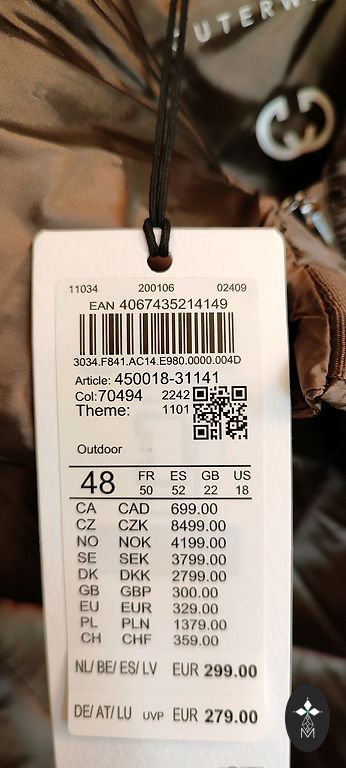 11034 200106 02409
EAN 4067435214149
3034.F841.AC14.E980.0000.004D
Article: 450018-31141
Col:70494 2242
Theme: 1101
Outdoor
48 FR ES GB US
50 52 22 18
CA CAD 699.00
CZ CZK 8499.00
NO NOK 4199.00
SE SEK 3799.00
DK DKK 2799.00
GB GBP 300.00
EU EUR 329.00
PL PLN 1379.00
CH CHF 359.00
NL/ BE/ ES/ LV EUR 299.00
DE/ AT/ LU UVP EUR 279.00
M